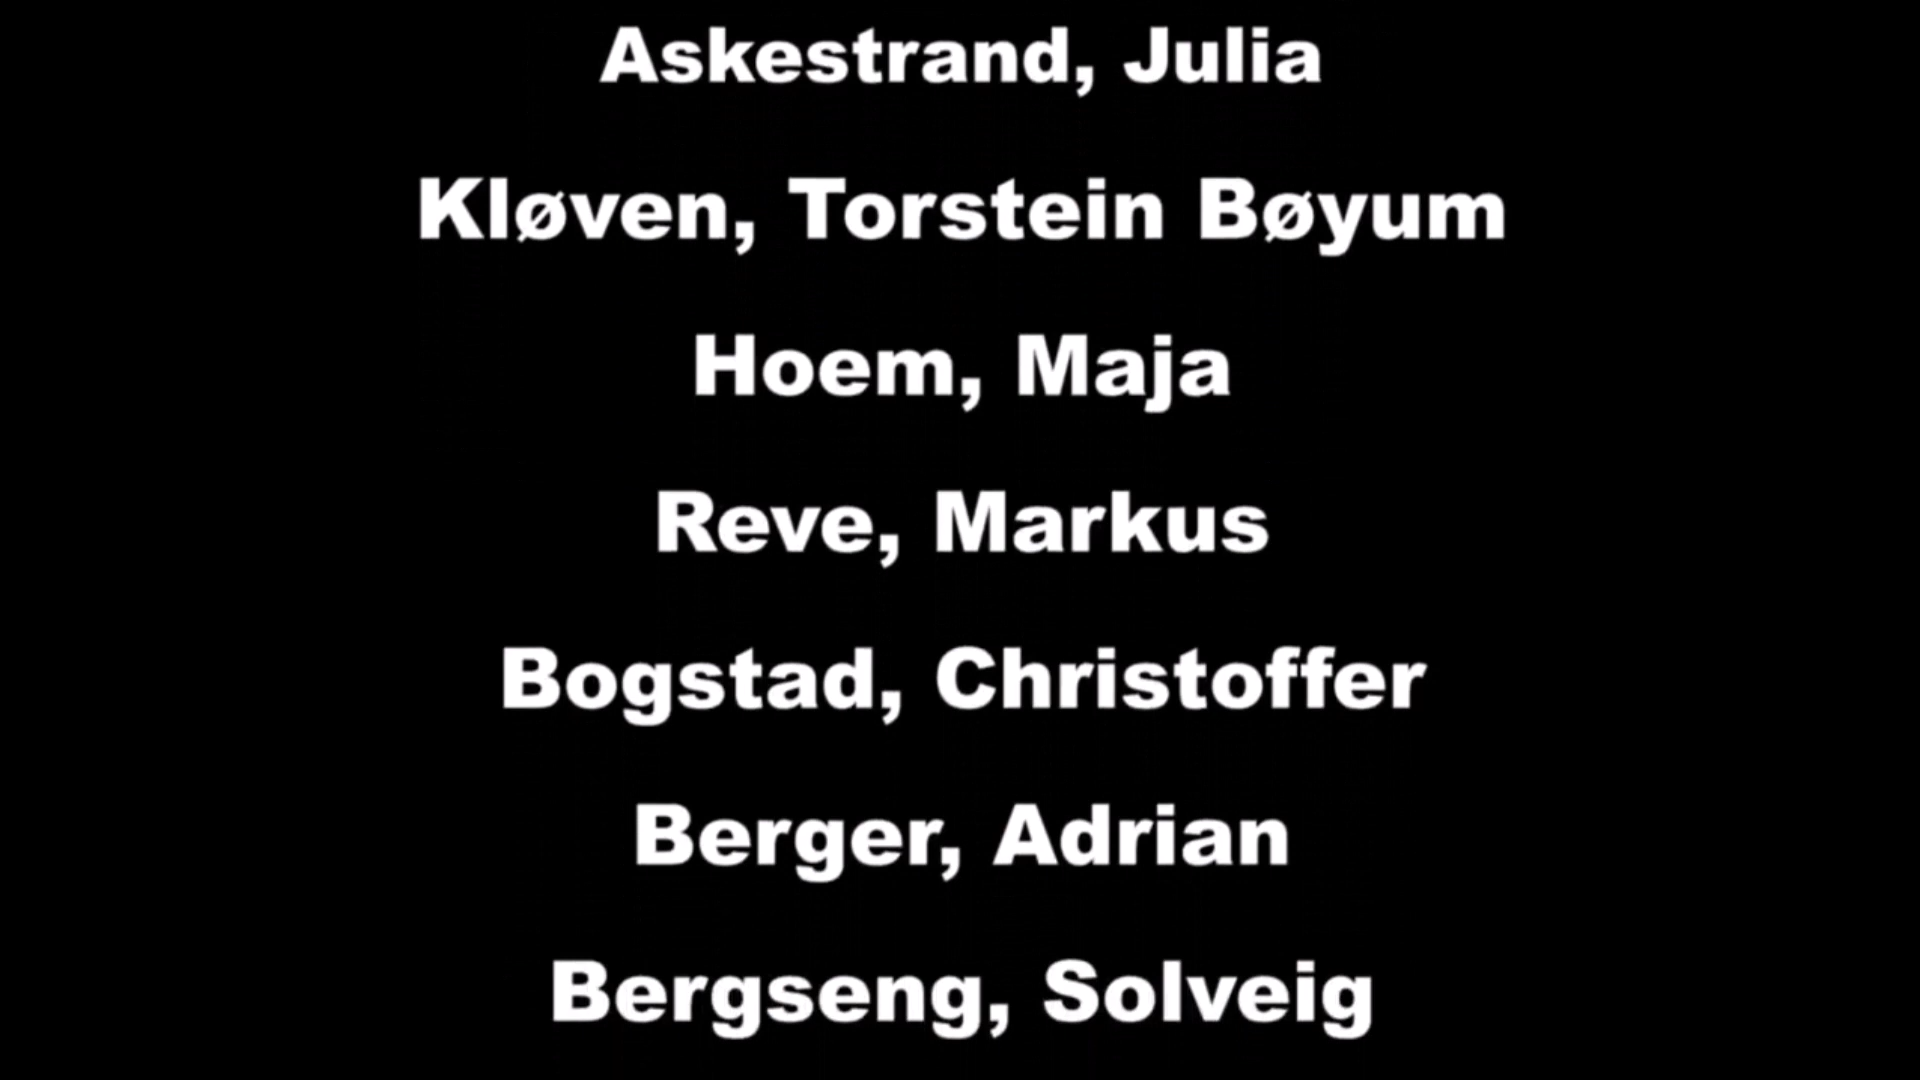 Askestrand, Julia
Kløven, Torstein Bøyum
Hoem, Maja
Reve, Markus
Bogstad, Christoffer
Berger, Adrian
Bergseng, Solveig